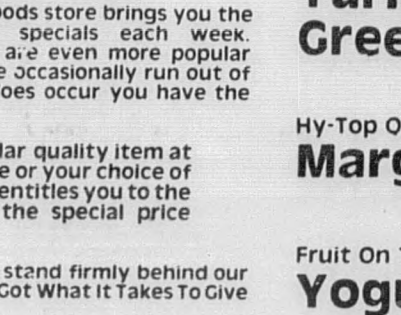 ods store brings you the
specials each week.
are even more popular
e occasionally run out of
oes occur you have the
lar quality item at
e or your choice of
entitles you to the
the special price
stand firmly behind our
Got What It Takes To Give
Gree
Hy-Top Q
Marg
Fruit On
Yogu